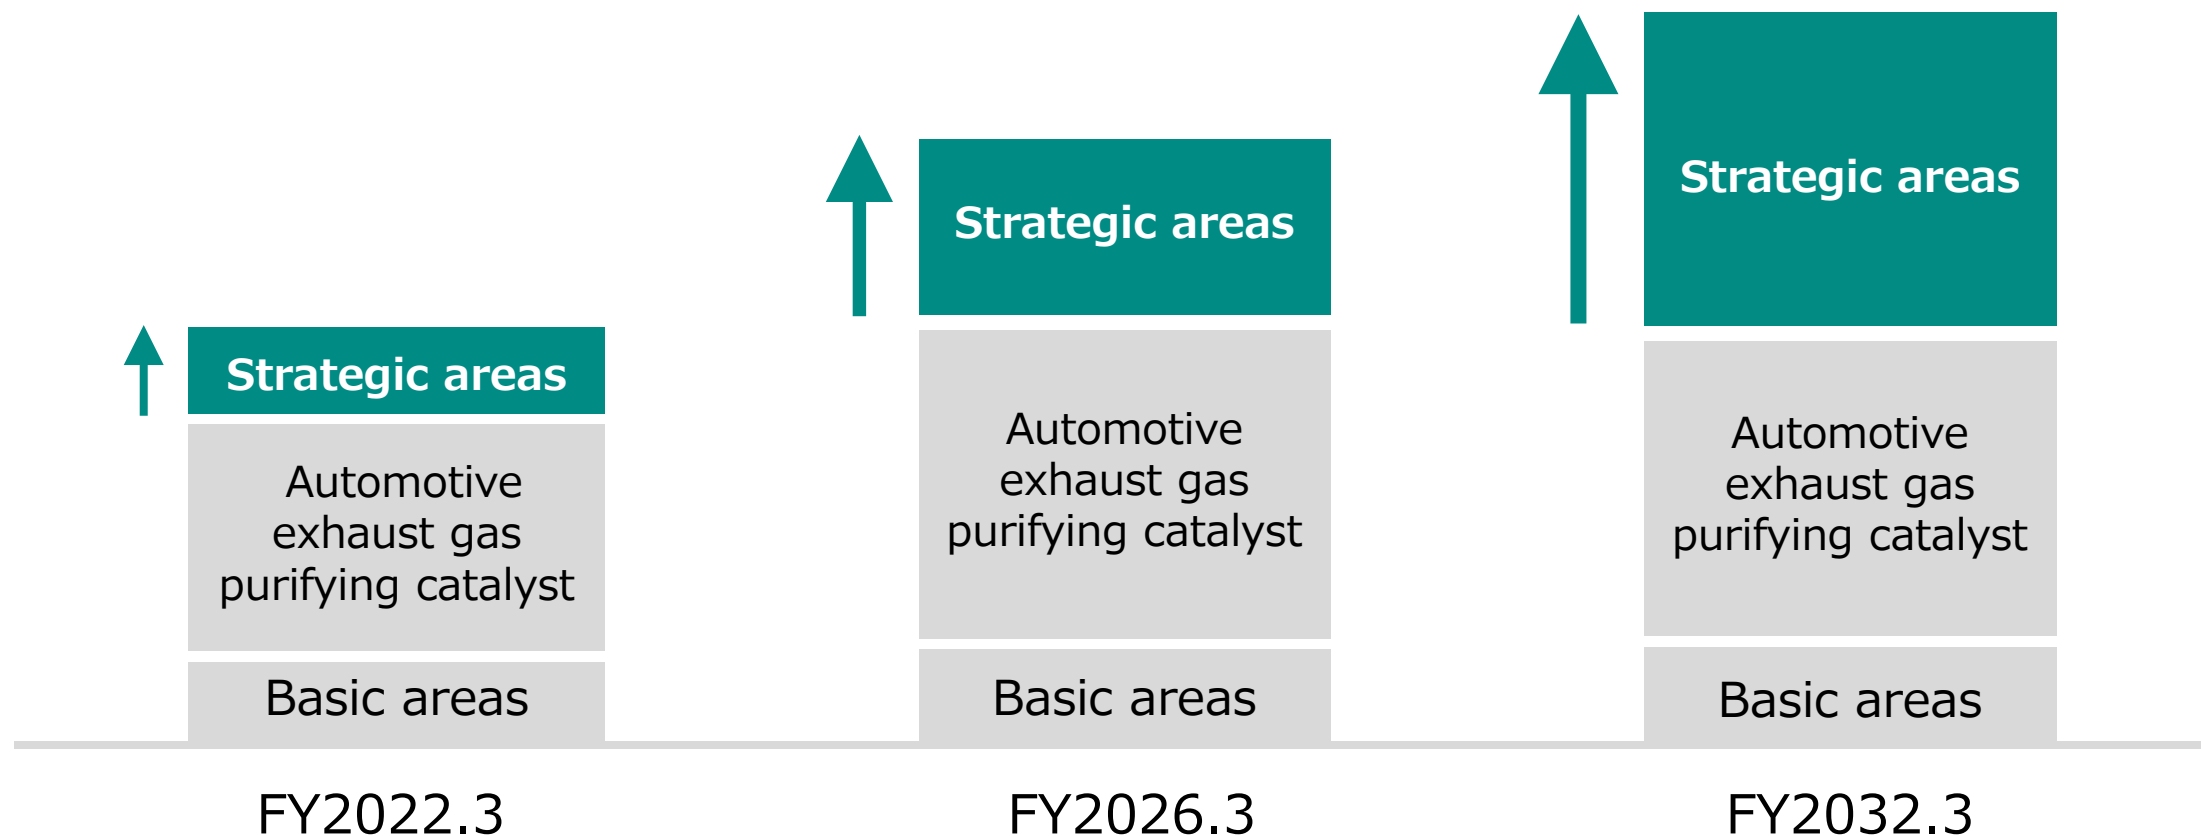 Strategic areas
Automotive
exhaust gas
purifying catalyst
Basic areas
FY2022.3
Strategic areas
Automotive
exhaust gas
purifying catalyst
Basic areas
FY2026.3
Strategic areas
Automotive
exhaust gas
purifying catalyst
Basic areas
FY2032.3